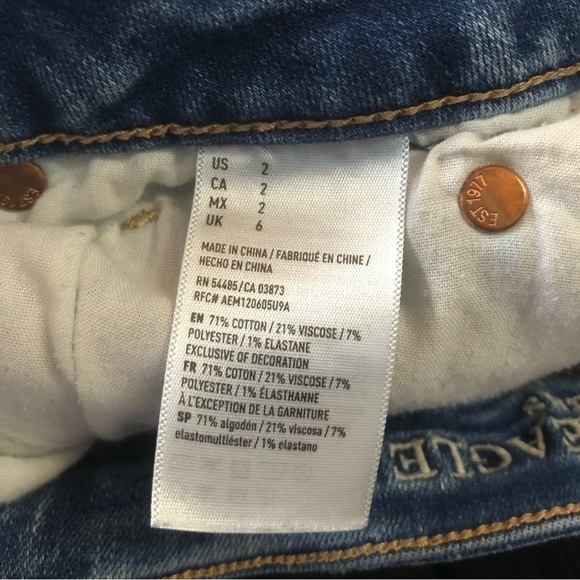 US 2
CA 2
MX 2
UK 6
MADE IN CHINA / FABRIQUÉ EN CHINE /
HECHO EN CHINA
RN 54485/CA 03873
RFC# AEM120605U9A
EN 71% COTTON / 21% VISCOSE / 7%
POLYESTER / 1% ELASTANE
EXCLUSIVE OF DECORATION
FR 71% COTON / 21% VISCOSE / 7%
POLYESTER / 1% ÉLASTHANNE
À L'EXCEPTION DE LA GARNITURE
SP 71% algodón / 21% viscosa / 7%
elastomultiéster / 1% elastano
EST 1977
EAGLE